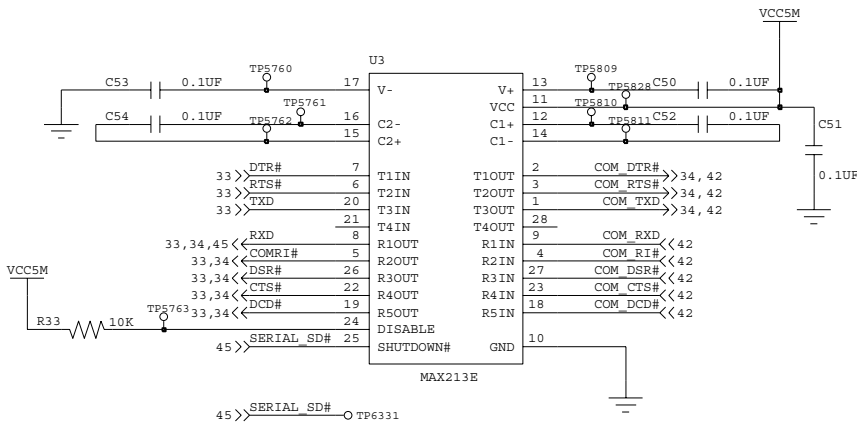 VCC5M
U3
TP5760
TP5809
C53
0.1UF
17
V-
V+
13
TP5828
C50
0.1UF
VCC
11
C54
0.1UF
TP5761
16
C2-
C1+
12
TP5810
C52
0.1UF
C51
TP5762
15
C2+
C1-
14
TP5811
0.1UF
33
DTR#
7
T1IN
T1OUT
2
COM_DTR#
34,42
33
RTS#
6
T2IN
T2OUT
3
COM_RTS#
34,42
33
TXD
20
T3IN
T3OUT
1
COM_TXD
34,42
21
T4IN
T4OUT
28
33,34,45
RXD
8
R1OUT
R1IN
9
COM_RXD
42
33,34
COMRI#
5
R2OUT
R2IN
4
COM_RI#
42
VCC5M
33,34
DSR#
26
R3OUT
R3IN
27
COM_DSR#
42
33,34
CTS#
22
R4OUT
R4IN
23
COM_CTS#
42
TP5763
33,34
DCD#
19
R5OUT
R5IN
18
COM_DCD#
42
R33
10K
24
DISABLE
45
SERIAL_SD#
25
SHUTDOWN#
GND
10
MAX213E
45
SERIAL_SD#
TP6331